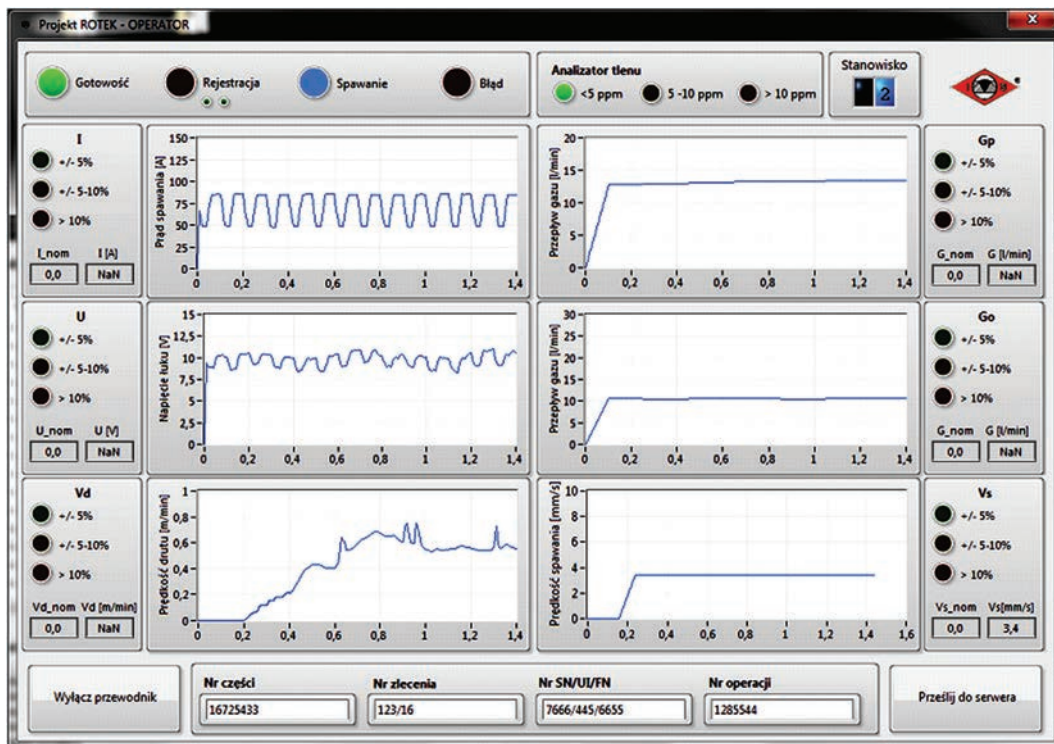 Projekt ROTEK - OPERATOR
Gotowość
Rejestracja
Spawanie
Błąd
Analizator tlenu
<5 ppm
5 -10 ppm
> 10 ppm
Stanowisko
2
I
+/- 5%
+/- 5-10%
> 10%
I_nom I [A]
0,0 NaN
Prąd spawania [A]
150
125
100
75
50
25
0
0 0,2 0,4 0,6 0,8 1 1,2 1,4
Przepływ gazu [l/min]
20
15
10
5
0
0 0,2 0,4 0,6 0,8 1 1,2 1,4
Gp
+/- 5%
+/- 5-10%
> 10%
G_nom G [l/min]
0,0 NaN
U
+/- 5%
+/- 5-10%
> 10%
U_nom U [V]
0,0 NaN
Napięcie łuku [V]
15
12,5
10
7,5
5
2,5
0
0 0,2 0,4 0,6 0,8 1 1,2 1,4
Przepływ gazu [l/min]
30
25
20
15
10
5
0
0 0,2 0,4 0,6 0,8 1 1,2 1,4
Go
+/- 5%
+/- 5-10%
> 10%
G_nom G [l/min]
0,0 NaN
Vd
+/- 5%
+/- 5-10%
> 10%
Vd_nom Vd [m/min]
0,0 NaN
Prędkość drutu [m/min]
1
0,8
0,6
0,4
0,2
0
0 0,2 0,4 0,6 0,8 1 1,2 1,4
Prędkość spawania [mm/s]
10
8
6
4
2
0
0 0,2 0,4 0,6 0,8 1 1,2 1,4 1,6
Vs
+/- 5%
+/- 5-10%
> 10%
Vs_nom Vs[mm/s]
0,0 3,4
Wyłącz przewodnik
Nr części
16725433
Nr zlecenia
123/16
Nr SN/UI/FN
7666/445/6655
Nr operacji
1285544
Prześlij do serwera